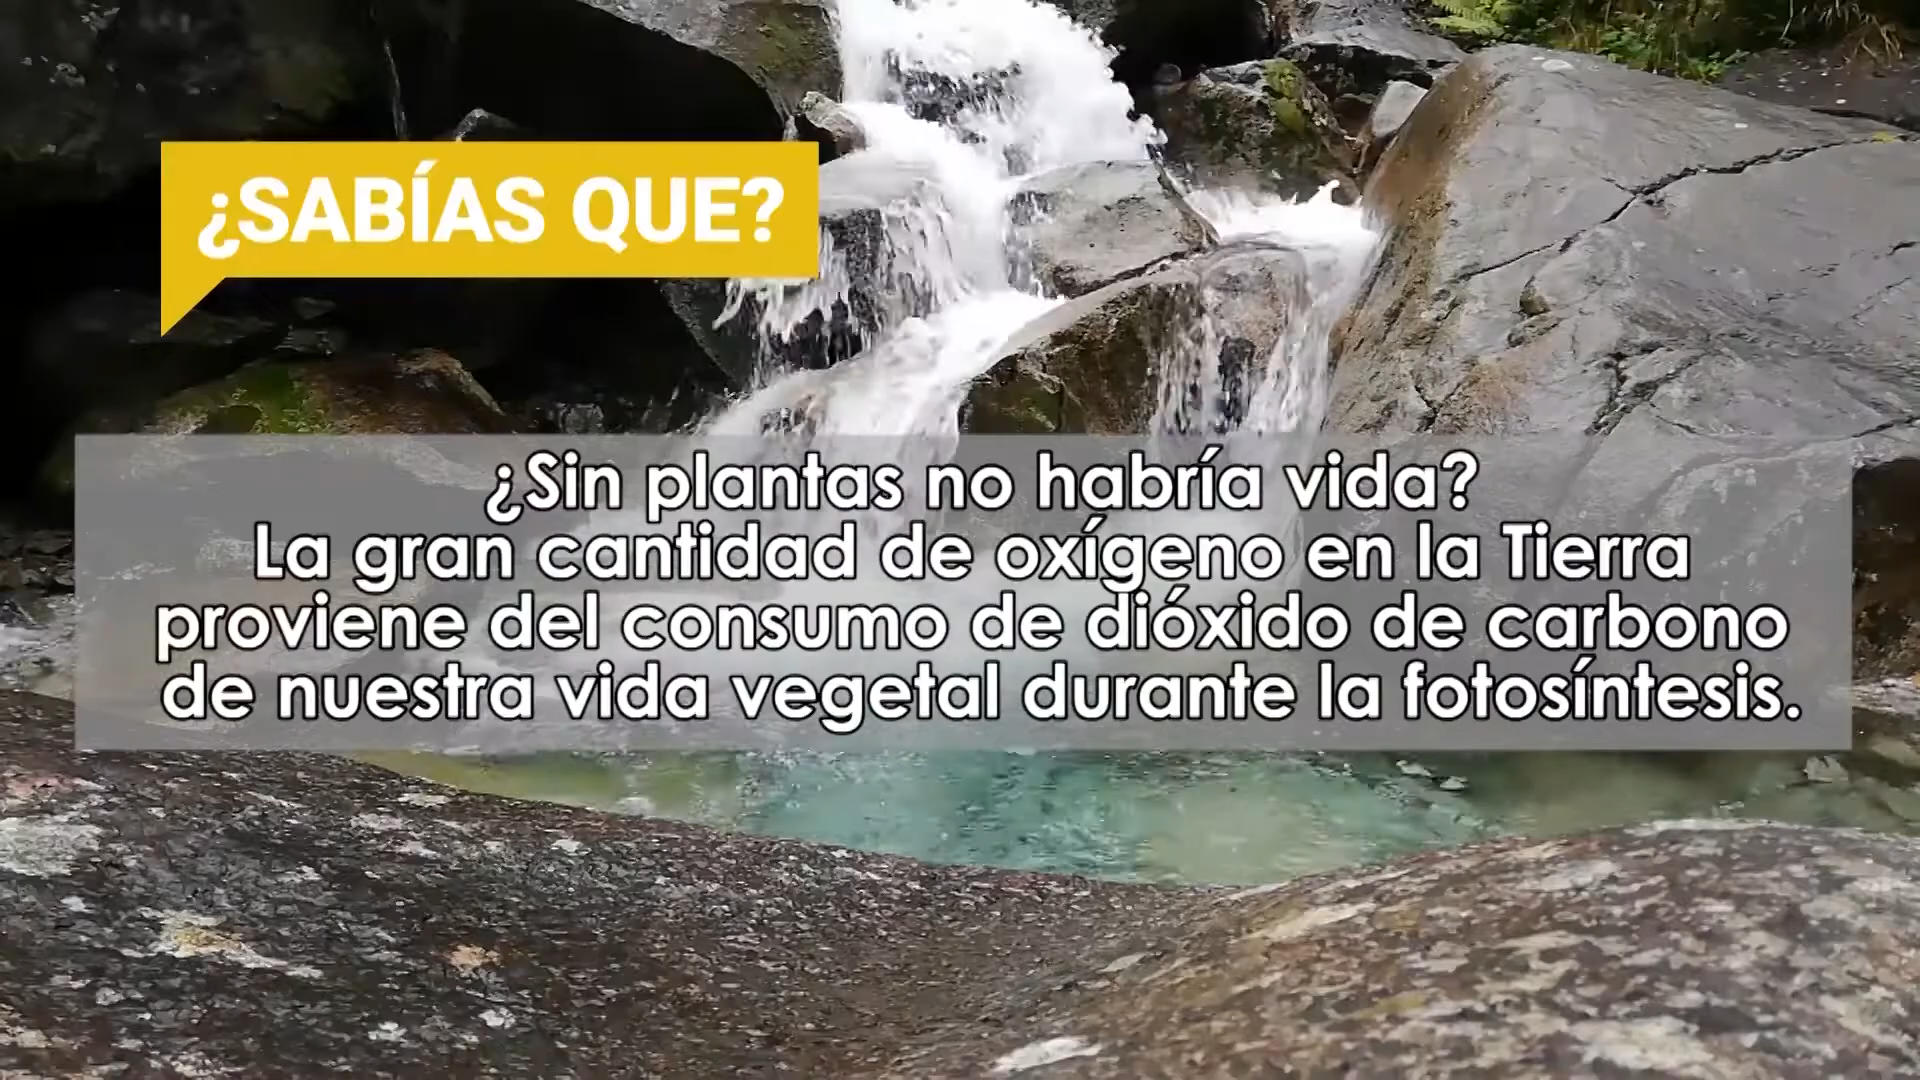 ¿SABÍAS QUE?
¿Sin plantas no habría vida?
La gran cantidad de oxígeno en la Tierra
proviene del consumo de dióxido de carbono
de nuestra vida vegetal durante la fotosíntesis.